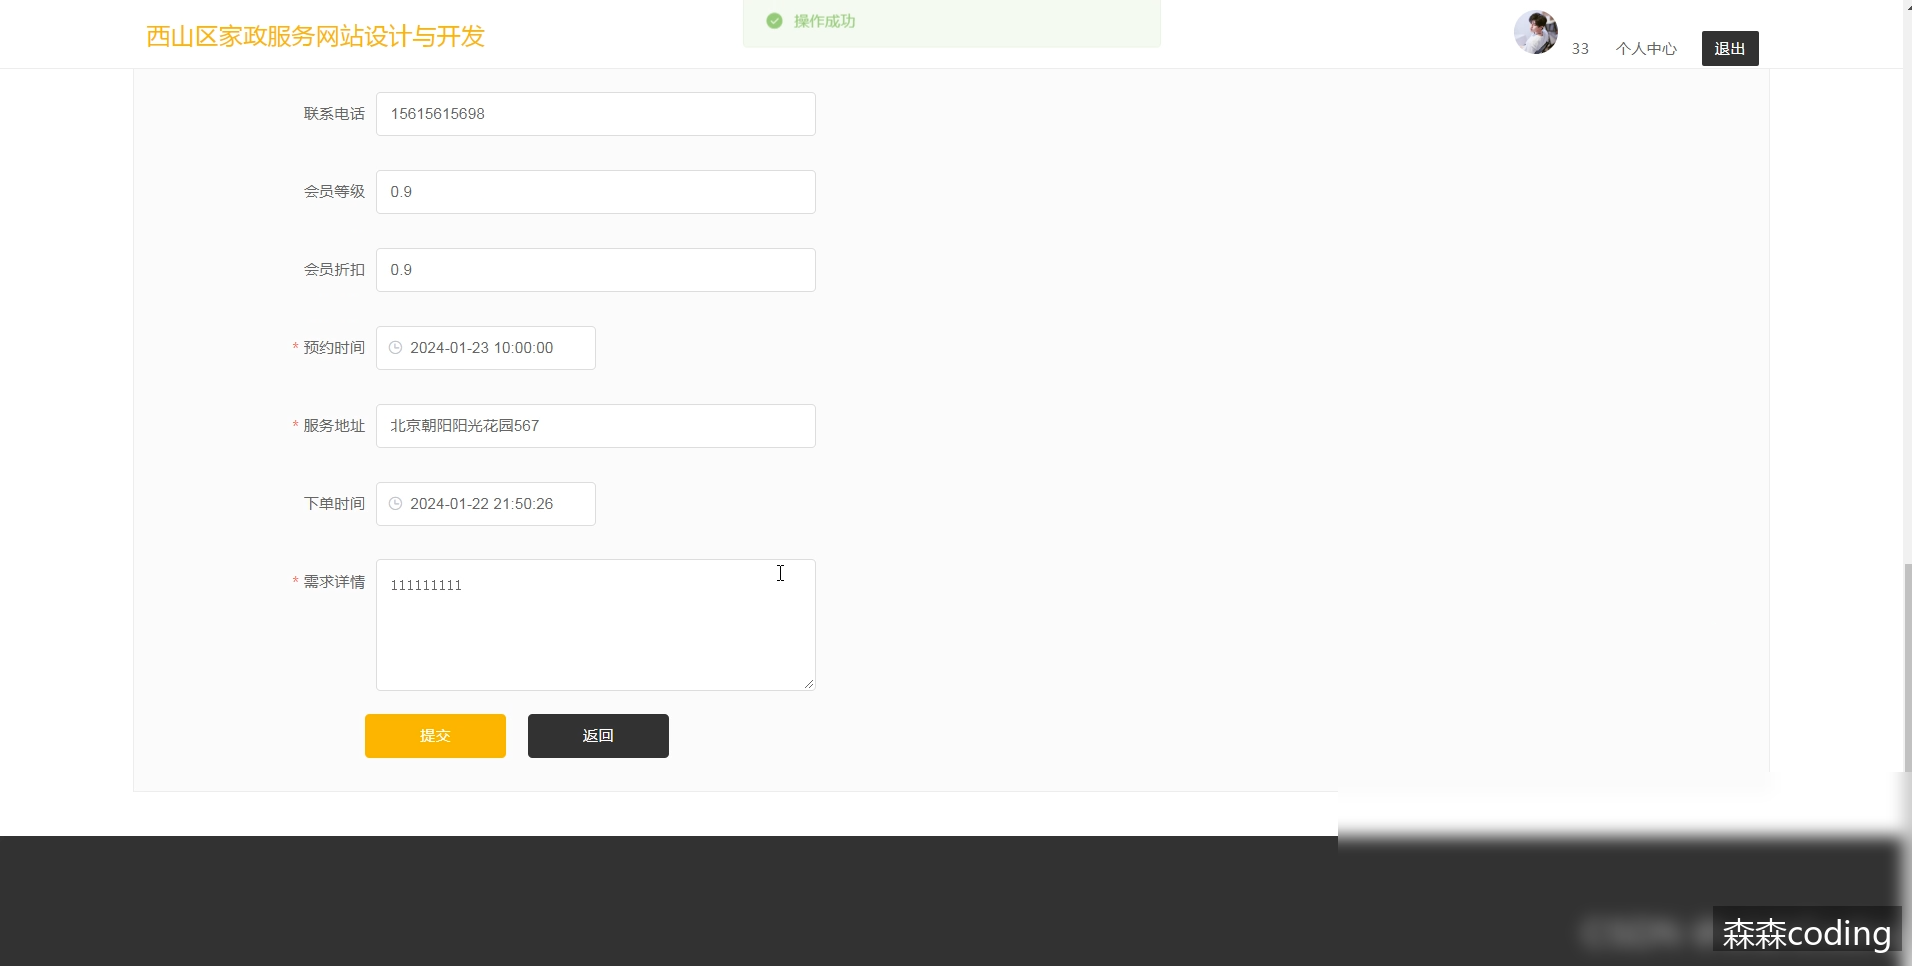 西山区家政服务网站设计与开发
操作成功
33
个人中心
退出
联系电话 15615615698
会员等级 0.9
会员折扣 0.9
* 预约时间 2024-01-23 10:00:00
* 服务地址 北京朝阳阳光花园567
下单时间 2024-01-22 21:50:26
* 需求详情 111111111
提交
返回
森森coding